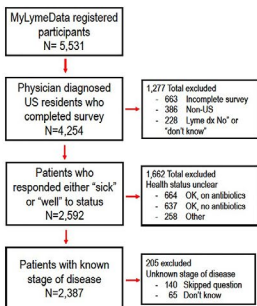 MyLymeData registered
participants
N= 5,531
Physician diagnosed
US residents who
completed survey
N=4,254
1,277 Total excluded
- 663 Incomplete survey
- 386 Non-US
- 228 Lyme dx No" or
"don't know"
Patients who
responded either "sick"
or "well" to status
N=2,592
1,662 Total excluded
Health status unclear
- 664 OK, on antibiotics
- 637 OK, no antibiotics
- 258 Other
Patients with known
stage of disease
N=2,387
205 excluded
Unknown stage of disease
- 140 Skipped question
- 65 Don't know